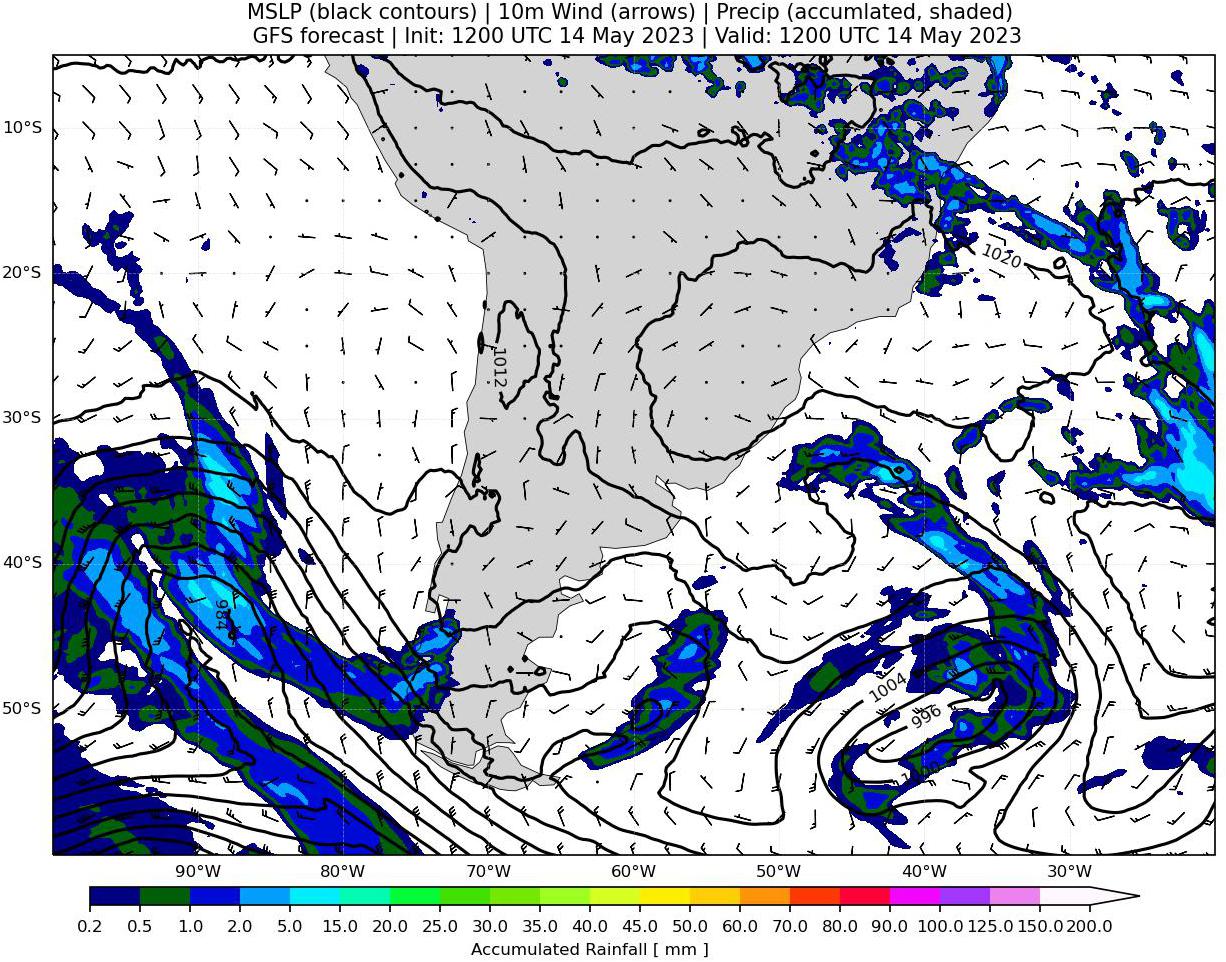 MSLP (black contours) | 10m Wind (arrows) | Precip (accumlated, shaded)
GFS forecast | Init: 1200 UTC 14 May 2023 | Valid: 1200 UTC 14 May 2023
10°S
20°S
30°S
40°S
50°S
1020
1012
984
1004
996
90°W 80°W 70°W 60°W 50°W 40°W 30°W
0.2 0.5 1.0 2.0 5.0 10.0 15.0 20.0 25.0 30.0 35.0 40.0 45.0 50.0 60.0 70.0 80.0 90.0 100.0 125.0 150.0 200.0
Accumulated Rainfall [ mm ]